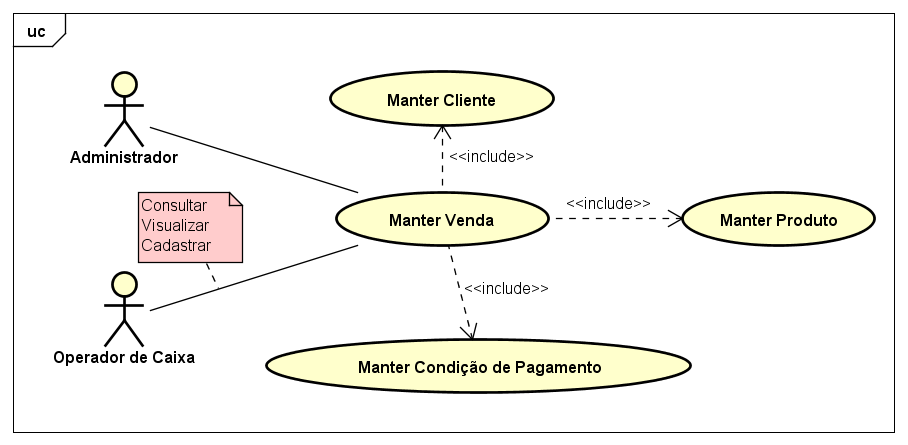 uc
Manter Cliente
Administrador
<<include>>
Consultar
Visualizar
Cadastrar
Manter Venda
<<include>>
Manter Produto
<<include>>
Operador de Caixa
Manter Condição de Pagamento